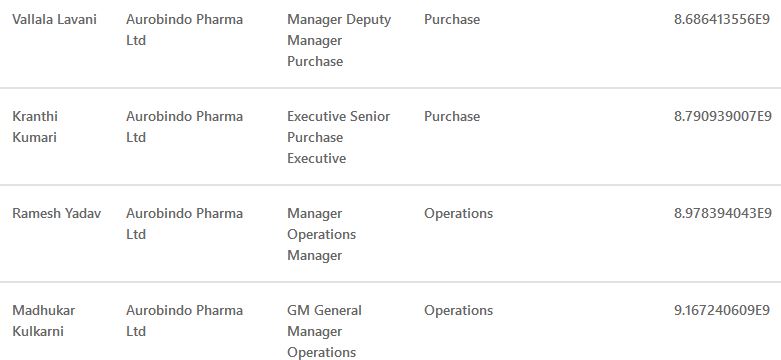 Vallala Lavani Aurobindo Pharma Ltd Manager Deputy Manager Purchase Purchase 8.686413556E9
Kranthi Kumari Aurobindo Pharma Ltd Executive Senior Purchase Executive Purchase 8.790939007E9
Ramesh Yadav Aurobindo Pharma Ltd Manager Operations Manager Operations 8.978394043E9
Madhukar Kulkarni Aurobindo Pharma Ltd GM General Manager Operations Operations 9.167240609E9